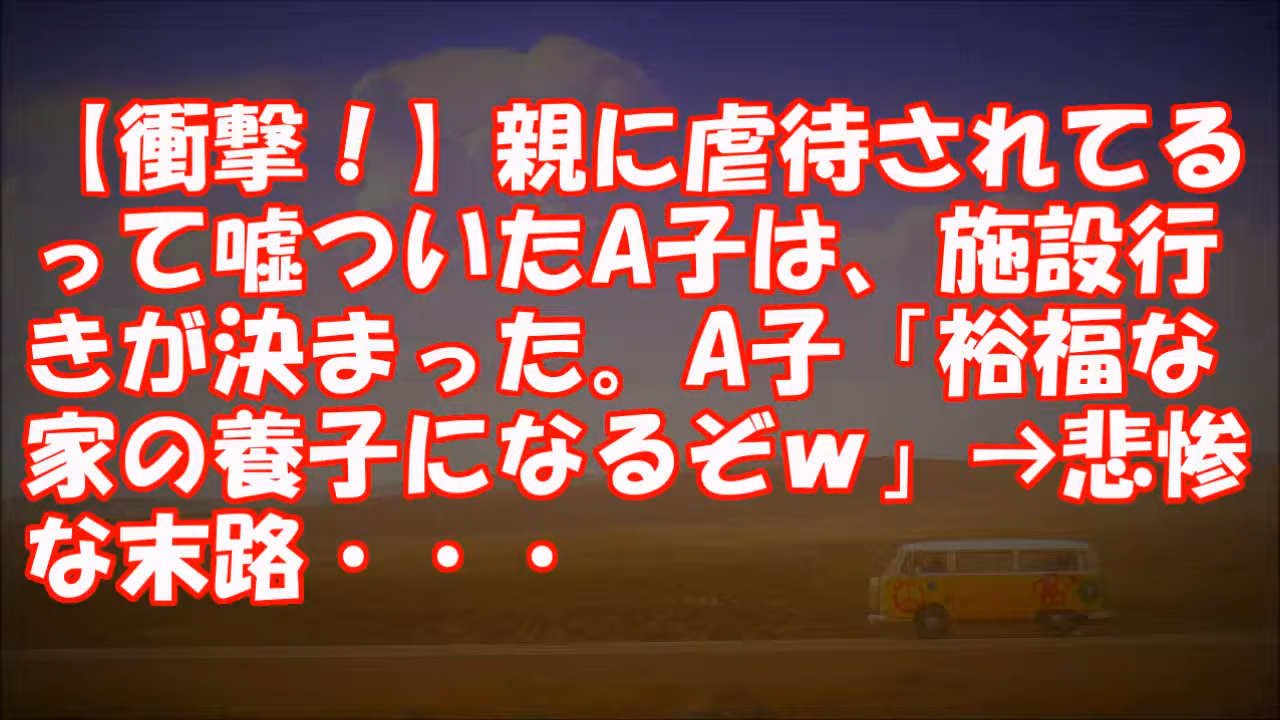 【衝撃！】親に虐待されてる
って嘘ついたA子は、施設行
きが決まった。A子「裕福な
家の養子になるぞｗ」→悲惨
な末路・・・